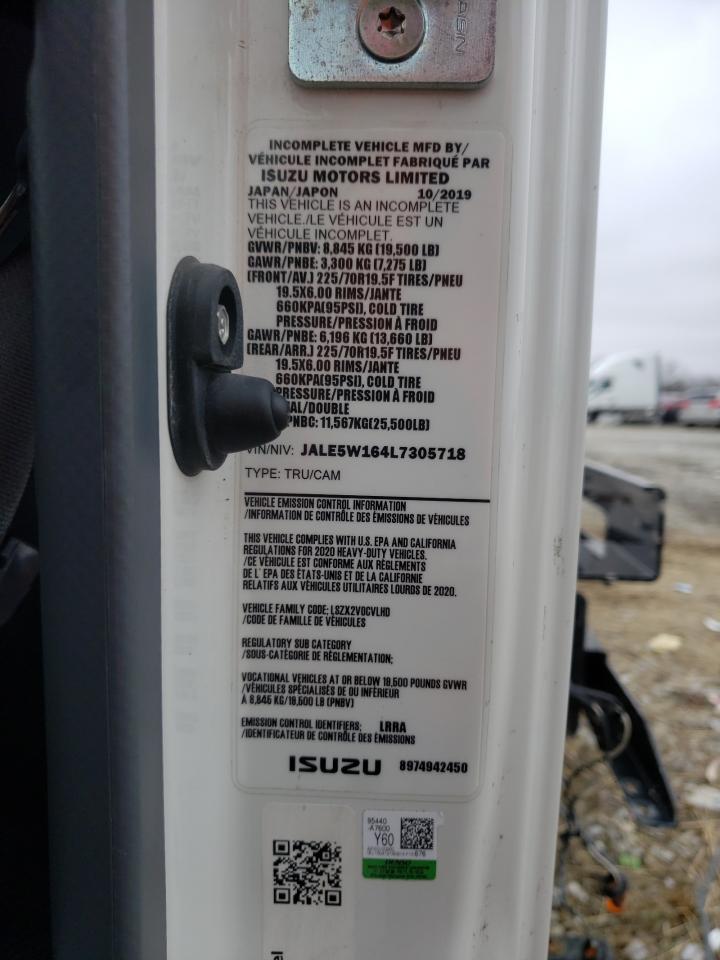 AISIN
INCOMPLETE VEHICLE MFD BY/
VÉHICULE INCOMPLET FABRIQUÉ PAR
ISUZU MOTORS LIMITED
JAPAN/JAPON 10/2019
THIS VEHICLE IS AN INCOMPLETE
VEHICLE./LE VÉHICULE EST UN
VÉHICULE INCOMPLET.
GVWR/PNBV: 8,845 KG (19,500 LB)
GAWR/PNBE: 3,300 KG (7,275 LB)
(FRONT/AV.) 225/70R19.5F TIRES/PNEU
19.5X6.00 RIMS/JANTE
660KPA(95PSI), COLD TIRE
PRESSURE/PRESSION À FROID
GAWR/PNBE: 6,196 KG (13,660 LB)
(REAR/ARR.) 225/70R19.5F TIRES/PNEU
19.5X6.00 RIMS/JANTE
660KPA(95PSI), COLD TIRE
PRESSURE/PRESSION À FROID
AL/DOUBLE
PNBC: 11,567KG(25,500LB)
VIN/NIV: JALE5W164L7305718
TYPE: TRU/CAM
VEHICLE EMISSION CONTROL INFORMATION
/INFORMATION DE CONTRÔLE DES ÉMISSIONS DE VÉHICULES
THIS VEHICLE COMPLIES WITH U.S. EPA AND CALIFORNIA
REGULATIONS FOR 2020 HEAVY-DUTY VEHICLES.
/CE VÉHICULE EST CONFORME AUX RÈGLEMENTS
DE L' EPA DES ÉTATS-UNIS ET DE LA CALIFORNIE
RELATIFS AUX VÉHICULES UTILITAIRES LOURDS DE 2020.
VEHICLE FAMILY CODE: LSZX2VOCVLHD
/CODE DE FAMILLE DE VÉHICULES
REGULATORY SUB CATEGORY
/SOUS-CATÉGORIE DE RÉGLEMENTATION;
VOCATIONAL VEHICLES AT OR BELOW 19,500 POUNDS GVWR
/VÉHICULES SPÉCIALISÉS DE OU INFÉRIEUR
À 8,845 KG/19,500 LB (PNBV)
EMISSION CONTROL IDENTIFIERS; LRRA
/IDENTIFICATEUR DE CONTRÔLE DES ÉMISSIONS
ISUZU 8974942450
95440
-A7600
Y60
676
DENSO